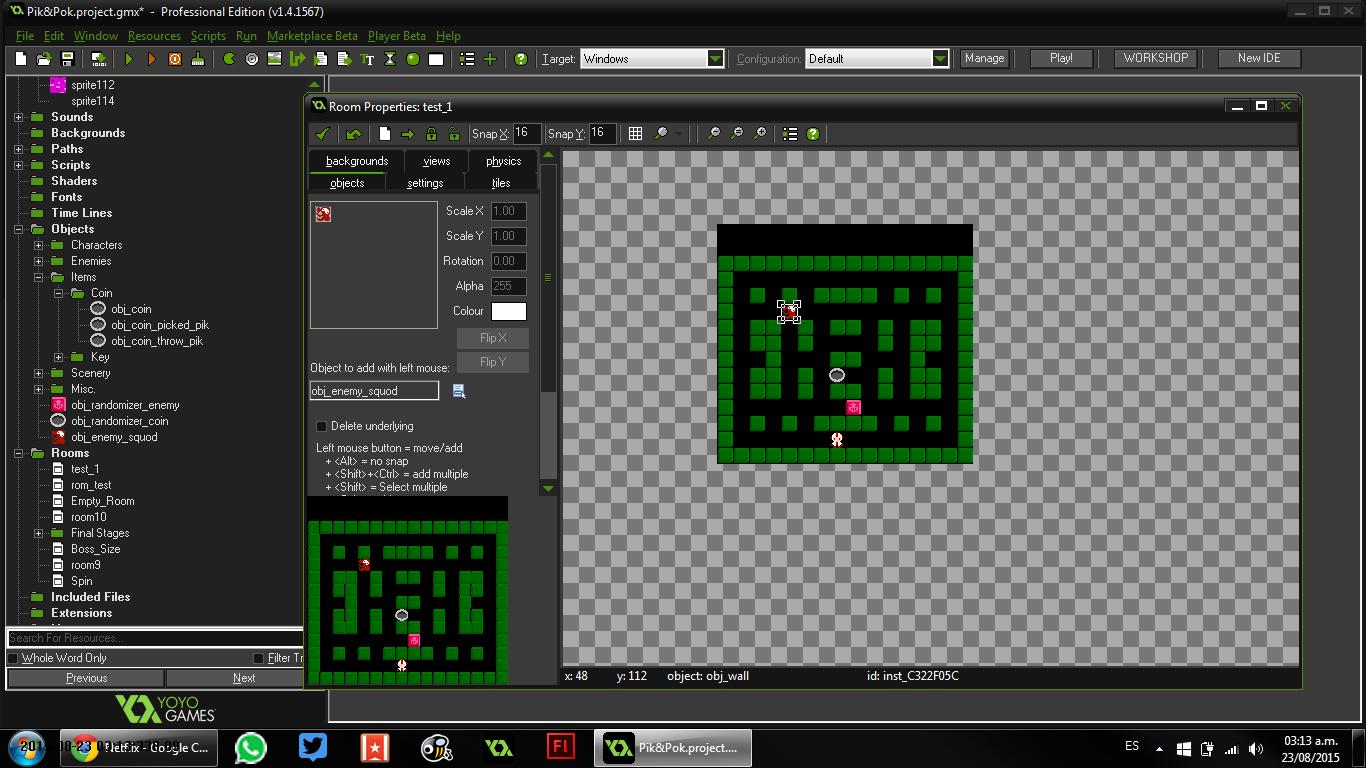 Pik&Pok.project.gmx* - Professional Edition (v1.4.1567)
File Edit Window Resources Scripts Run Marketplace Beta Player Beta Help
Target: Windows Configuration: Default Manage Play! WORKSHOP New IDE
sprite112
sprite114
Sounds
Backgrounds
Paths
Scripts
Shaders
Fonts
Time Lines
Objects
Characters
Enemies
Items
Coin
obj_coin
obj_coin_picked_pik
obj_coin_throw_pik
Key
Scenery
Misc.
obj_randomizer_enemy
obj_randomizer_coin
obj_enemy_squod
Rooms
test_1
rom_test
Empty_Room
room10
Final Stages
Boss_Size
room9
Spin
Included Files
Extensions
Search For Resources...
Whole Word Only Filter Tr
Previous Next
YOYO
GAMES
Room Properties: test_1
Snap X: 16 Snap Y: 16
backgrounds views physics
objects settings tiles
Scale X 1.00
Scale Y 1.00
Rotation 0.00
Alpha 255
Colour
Flip X
Flip Y
Object to add with left mouse:
obj_enemy_squod
Delete underlying
Left mouse button = move/add
+ <Alt> = no snap
+ <Shift>+<Ctrl> = add multiple
+ <Shift> = Select multiple
x: 48 y: 112 object: obj_wall id: inst_C322F05C
Google C...
Fl
Pik&Pok.project....
ES
03:13 a.m.
23/08/2015